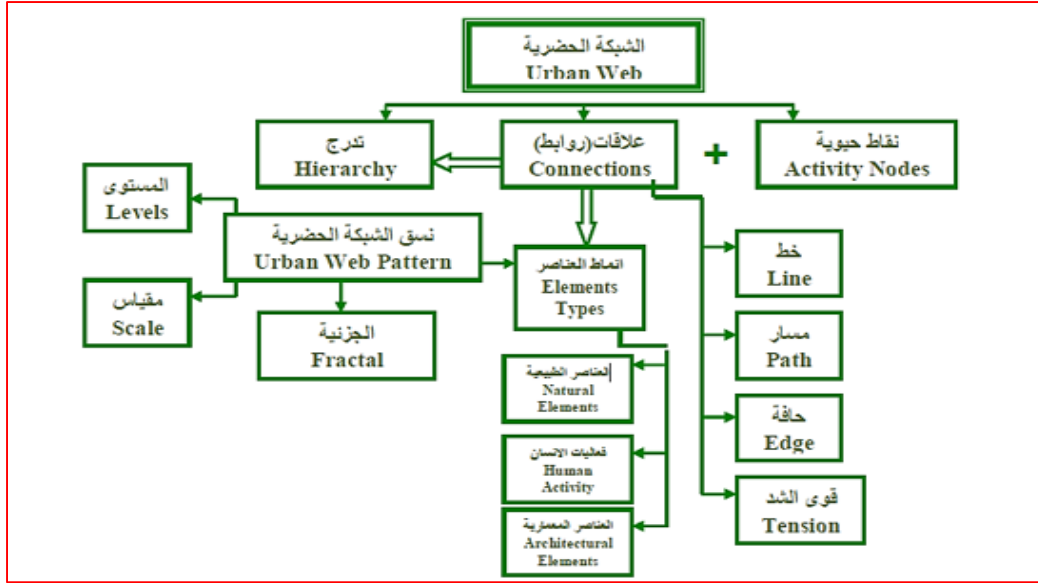 الشبكة الحضرية
Urban Web
تدرج
Hierarchy
علاقات(روابط)
Connections
+
نقاط حيوية
Activity Nodes
المستوى
Levels
نسق الشبكة الحضرية
Urban Web Pattern
انماط العناصر
Elements
Types
خط
Line
مقياس
Scale
الجزئية
Fractal
مسار
Path
العناصر الطبيعية
Natural
Elements
حافة
Edge
فعاليات الانسان
Human
Activity
قوى الشد
Tension
العناصر المعمارية
Architectural
Elements